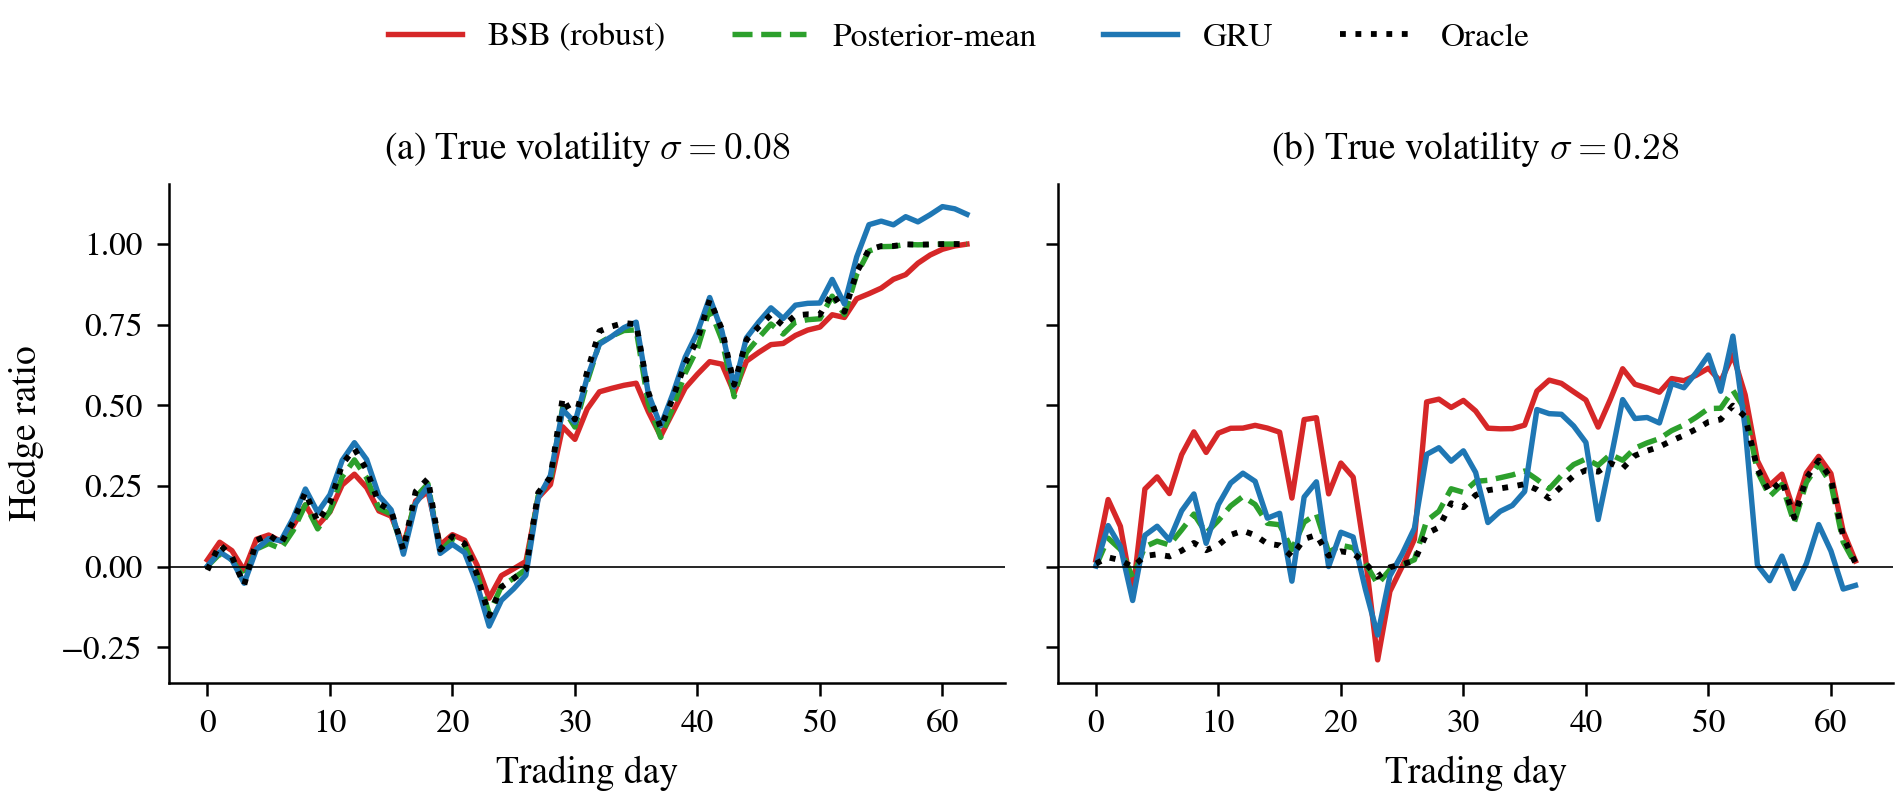 BSB (robust) Posterior-mean GRU Oracle
(a) True volatility σ = 0.08
(b) True volatility σ = 0.28
Hedge ratio
1.00
0.75
0.50
0.25
0.00
−0.25
0 10 20 30 40 50 60
0 10 20 30 40 50 60
Trading day
Trading day